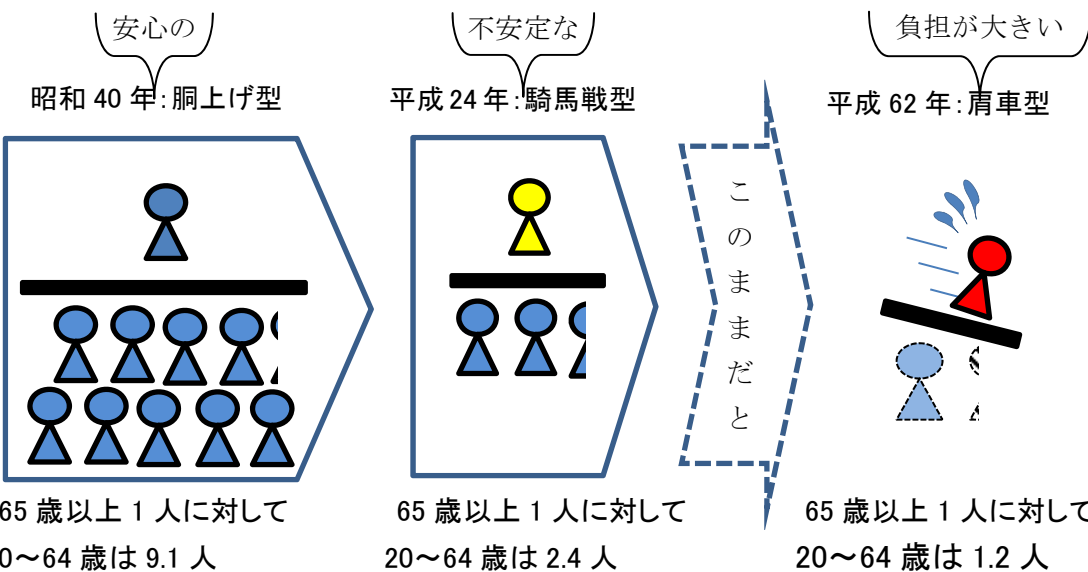 安心の
昭和 40 年:胴上げ型
65 歳以上 1 人に対して
0～64 歳は 9.1 人
不安定な
平成 24 年:騎馬戦型
65 歳以上 1 人に対して
20～64 歳は 2.4 人
このままだと
負担が大きい
平成 62 年:肩車型
65 歳以上 1 人に対して
20～64 歳は 1.2 人